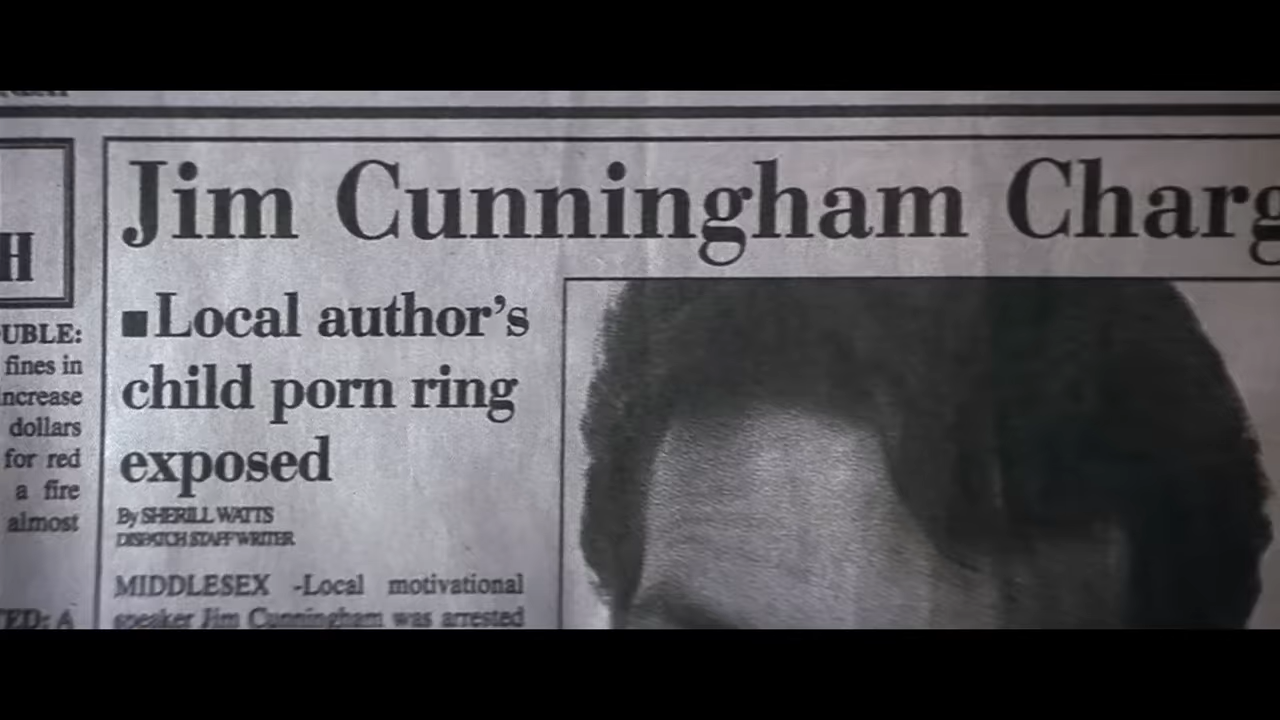 H
UBLE:
fines in
ncrease
dollars
for red
a fire
almost
TED: A
Jim Cunningham Charg
■Local author's
child porn ring
exposed
By SHERILL WATTS
DISPATCH STAFF WRITER
MIDDLESEX -Local motivational
speaker Jim Cunningham was arrested